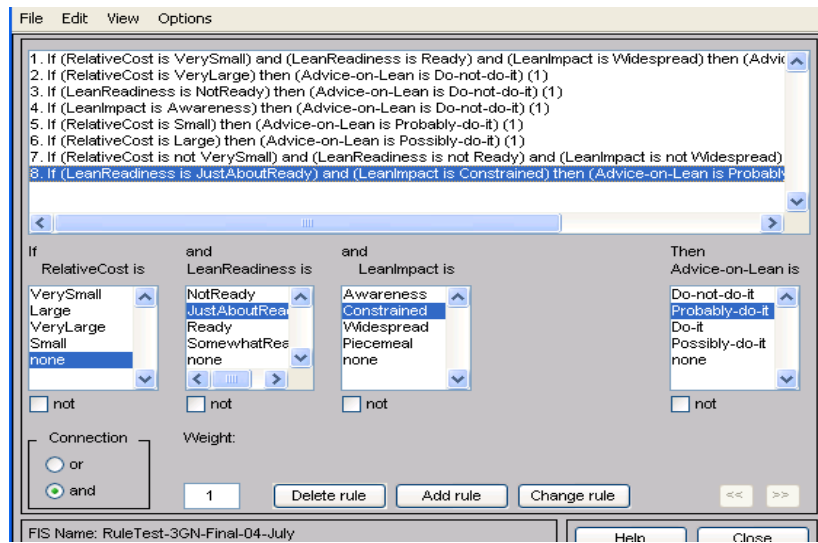 File Edit View Options
1. If (RelativeCost is VerySmall) and (LeanReadiness is Ready) and (LeanImpact is Widespread) then (Advic
2. If (RelativeCost is VeryLarge) then (Advice-on-Lean is Do-not-do-it) (1)
3. If (LeanReadiness is NotReady) then (Advice-on-Lean is Do-not-do-it) (1)
4. If (LeanImpact is Awareness) then (Advice-on-Lean is Do-not-do-it) (1)
5. If (RelativeCost is Small) then (Advice-on-Lean is Probably-do-it) (1)
6. If (RelativeCost is Large) then (Advice-on-Lean is Possibly-do-it) (1)
7. If (RelativeCost is not VerySmall) and (LeanReadiness is not Ready) and (LeanImpact is not Widespread)
8. If (LeanReadiness is JustAboutReady) and (LeanImpact is Constrained) then (Advice-on-Lean is Probabl
If
RelativeCost is
VerySmall
Large
VeryLarge
Small
none
not
and
LeanReadiness is
NotReady
JustAboutRea
Ready
SomewhatRea
none
not
and
LeanImpact is
Awareness
Constrained
Widespread
Piecemeal
none
not
Then
Advice-on-Lean is
Do-not-do-it
Probably-do-it
Do-it
Possibly-do-it
none
not
Connection
or
and
Weight:
1
Delete rule
Add rule
Change rule
<<
>>
FIS Name: RuleTest-3GN-Final-04-July
Help
Close